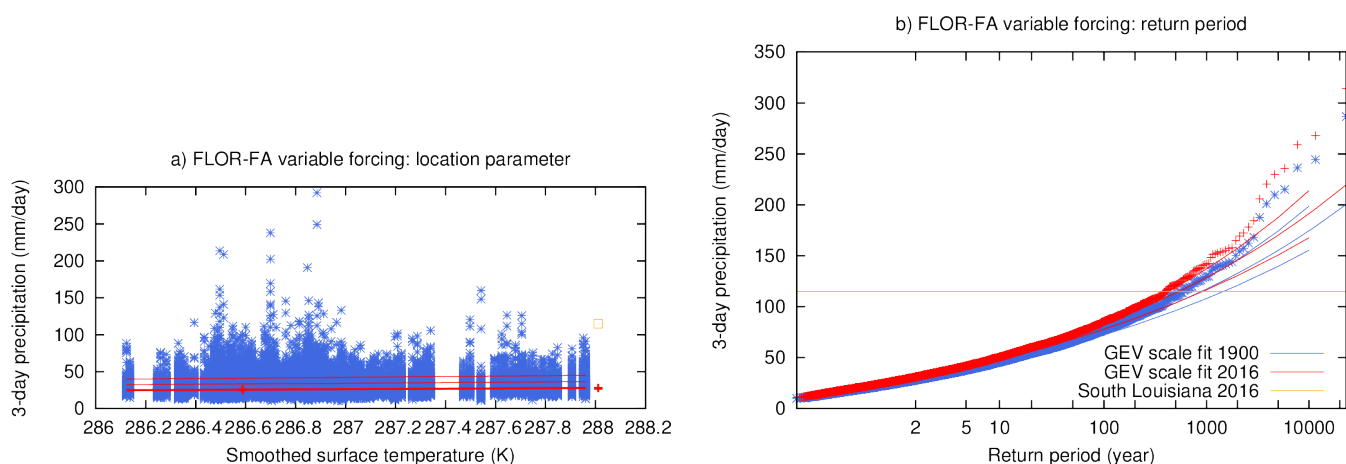 a) FLOR-FA variable forcing: location parameter
3-day precipitation (mm/day)
300
250
200
150
100
50
0
286 286.2 286.4 286.6 286.8 287 287.2 287.4 287.6 287.8 288 288.2
Smoothed surface temperature (K)
b) FLOR-FA variable forcing: return period
3-day precipitation (mm/day)
350
300
250
200
150
100
50
0
GEV scale fit 1900
GEV scale fit 2016
South Louisiana 2016
2 5 10 100 1000 10000
Return period (year)